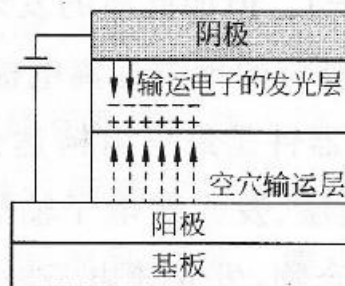 阴极
输运电子的发光层
− − − − − −
+ + + + + +
空穴输运层
阳极
基板